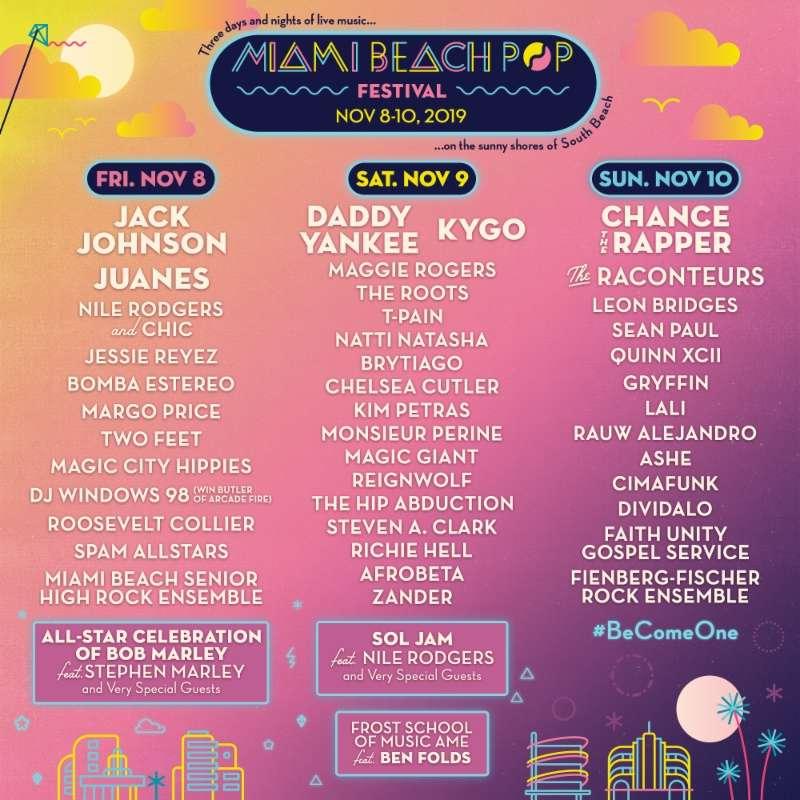 Three days and nights of live music...
MIAMI BEACH POP
FESTIVAL
NOV 8-10, 2019
...on the sunny shores of South Beach
FRI. NOV 8
JACK
JOHNSON
JUANES
NILE RODGERS
and CHIC
JESSIE REYEZ
BOMBA ESTEREO
MARGO PRICE
TWO FEET
MAGIC CITY HIPPIES
DJ WINDOWS 98 (WIN BUTLER
OF ARCADE FIRE)
ROOSEVELT COLLIER
SPAM ALLSTARS
MIAMI BEACH SENIOR
HIGH ROCK ENSEMBLE
ALL-STAR CELEBRATION
OF BOB MARLEY
feat. STEPHEN MARLEY
and Very Special Guests
SAT. NOV 9
DADDY
YANKEE
KYGO
MAGGIE ROGERS
THE ROOTS
T-PAIN
NATTI NATASHA
BRYTIAGO
CHELSEA CUTLER
KIM PETRAS
MONSIEUR PERINE
MAGIC GIANT
REIGNWOLF
THE HIP ABDUCTION
STEVEN A. CLARK
RICHIE HELL
AFROBETA
ZANDER
SOL JAM
feat. NILE RODGERS
and Very Special Guests
FROST SCHOOL
OF MUSIC AME
feat. BEN FOLDS
SUN. NOV 10
CHANCE
THE RAPPER
The RACONTEURS
LEON BRIDGES
SEAN PAUL
QUINN XCII
GRYFFIN
LALI
RAUW ALEJANDRO
ASHE
CIMAFUNK
DIVIDALO
FAITH UNITY
GOSPEL SERVICE
FIENBERG-FISCHER
ROCK ENSEMBLE
#BeComeOne